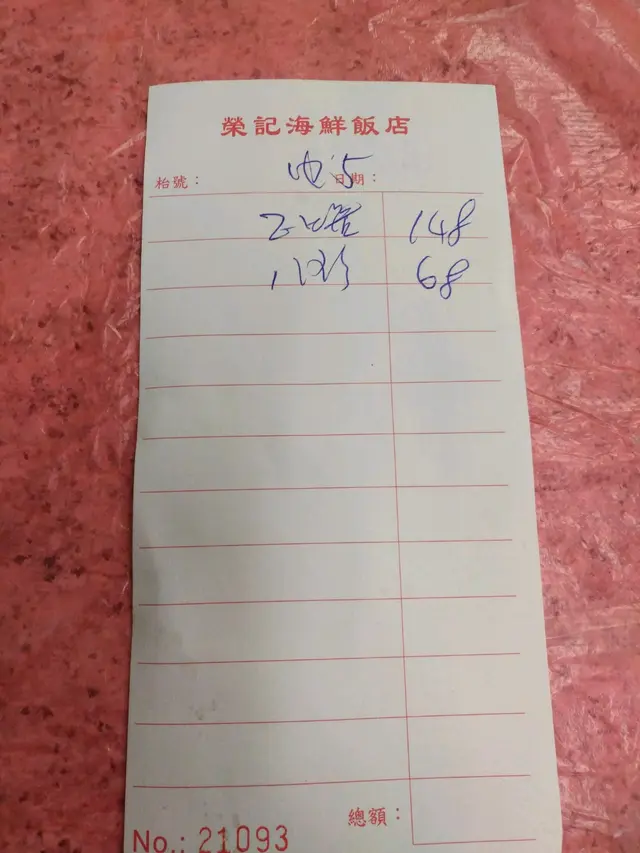 榮記海鮮飯店
枱號： 日期：
148
68
總額：
No.: 21093